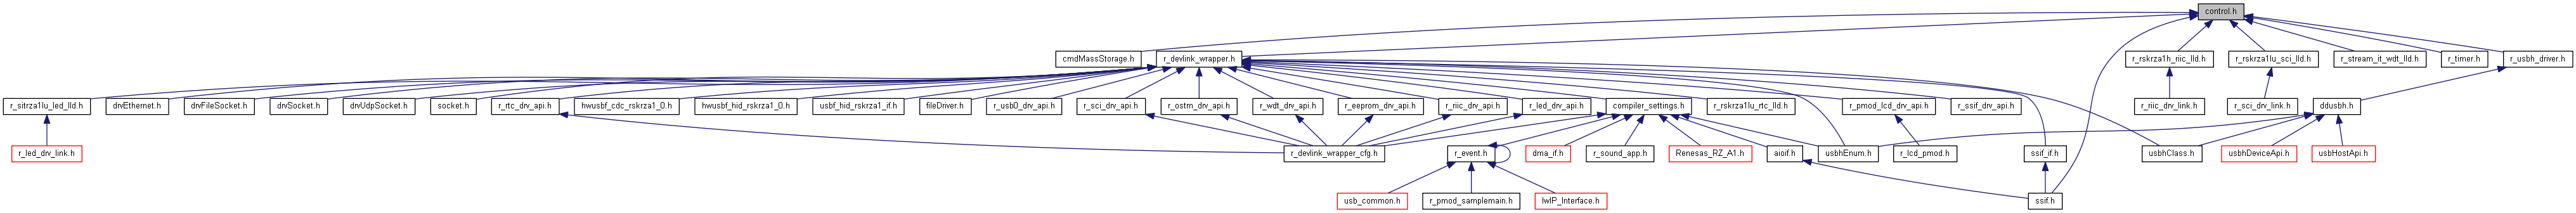 control.h
cmdMassStorage.h
r_devlink_wrapper.h
r_rskrza1h_riic_lld.h
r_rskrza1lu_sci_lld.h
r_stream_it_wdt_lld.h
r_timer.h
r_usbh_driver.h
r_sitrza1lu_led_lld.h
drvEthernet.h
drvFileSocket.h
drvSocket.h
drvUdpSocket.h
socket.h
r_rtc_drv_api.h
hwusbf_cdc_rskrza1_0.h
hwusbf_hid_rskrza1_0.h
usbf_hid_rskrza1_if.h
fileDriver.h
r_usb0_drv_api.h
r_sci_drv_api.h
r_ostm_drv_api.h
r_wdt_drv_api.h
r_eeprom_drv_api.h
r_riic_drv_api.h
r_led_drv_api.h
compiler_settings.h
r_rskrza1lu_rtc_lld.h
r_pmod_lcd_drv_api.h
r_ssif_drv_api.h
r_riic_drv_link.h
r_sci_drv_link.h
ddusbh.h
r_led_drv_link.h
r_devlink_wrapper_cfg.h
r_event.h
dma_if.h
r_sound_app.h
Renesas_RZ_A1.h
aioif.h
usbhEnum.h
r_lcd_pmod.h
ssif_if.h
usbhClass.h
usbhDeviceApi.h
usbHostApi.h
usb_common.h
r_pmod_samplemain.h
lwIP_Interface.h
ssif.h